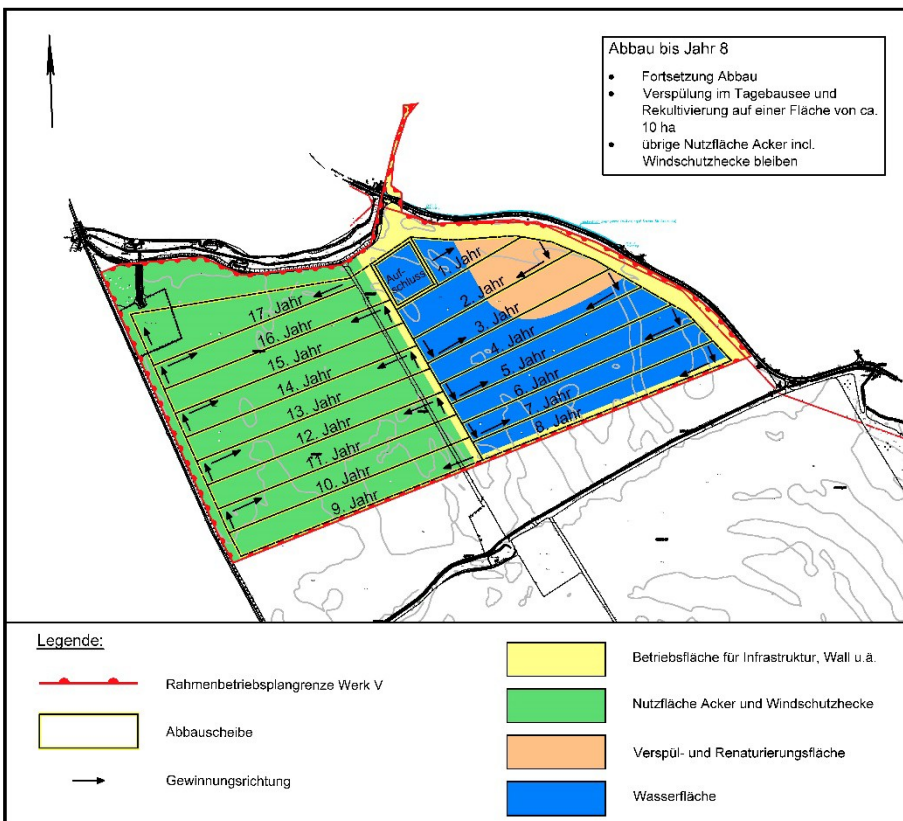 Abbau bis Jahr 8
• Fortsetzung Abbau
• Verspülung im Tagebausee und
Rekultivierung auf einer Fläche von ca.
10 ha
• übrige Nutzfläche Acker incl.
Windschutzhecke bleiben
Auf-
schluss
1. Jahr
2. Jahr
3. Jahr
4. Jahr
5. Jahr
6. Jahr
7. Jahr
8. Jahr
17. Jahr
16. Jahr
15. Jahr
14. Jahr
13. Jahr
12. Jahr
11. Jahr
10. Jahr
9. Jahr
Legende:
Rahmenbetriebsplangrenze Werk V
Abbauscheibe
Gewinnungsrichtung
Betriebsfläche für Infrastruktur, Wall u.ä.
Nutzfläche Acker und Windschutzhecke
Verspül- und Renaturierungsfläche
Wasserfläche